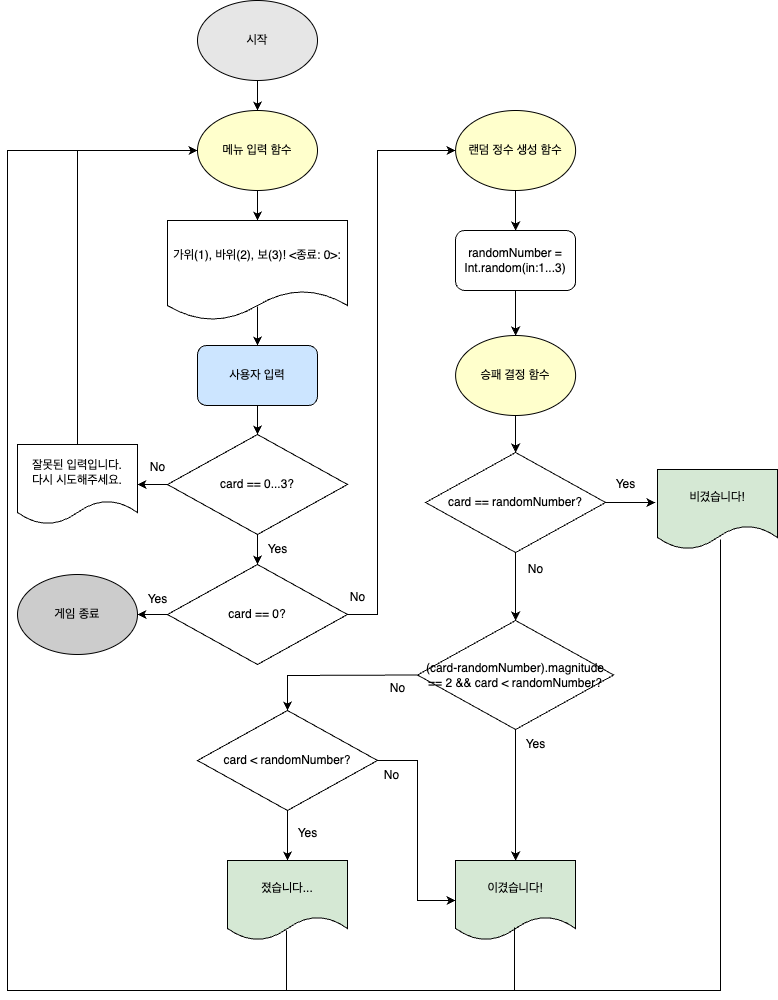 시작
메뉴 입력 함수
가위(1), 바위(2), 보(3)! <종료: 0>:
사용자 입력
card == 0...3?
No
잘못된 입력입니다.
다시 시도해주세요.
Yes
card == 0?
Yes
게임 종료
No
랜덤 정수 생성 함수
randomNumber =
Int.random(in:1...3)
승패 결정 함수
card == randomNumber?
Yes
비겼습니다!
No
(card-randomNumber).magnitude
== 2 && card < randomNumber?
No
Yes
card < randomNumber?
No
Yes
졌습니다...
이겼습니다!